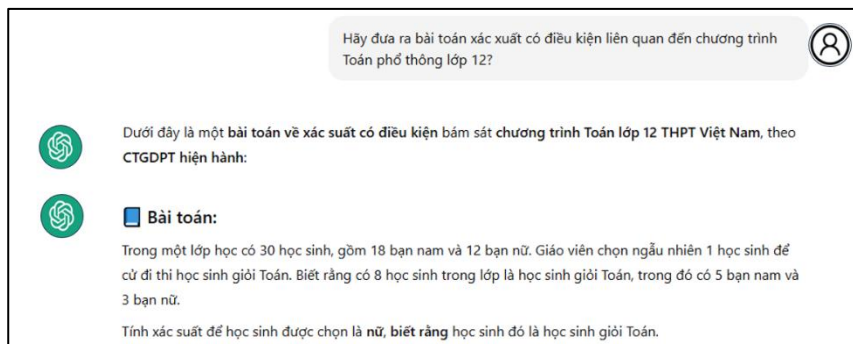 Hãy đưa ra bài toán xác xuất có điều kiện liên quan đến chương trình
Toán phổ thông lớp 12?
Dưới đây là một bài toán về xác suất có điều kiện bám sát chương trình Toán lớp 12 THPT Việt Nam, theo
CTGDPT hiện hành:
Bài toán:
Trong một lớp học có 30 học sinh, gồm 18 bạn nam và 12 bạn nữ. Giáo viên chọn ngẫu nhiên 1 học sinh để
cử đi thi học sinh giỏi Toán. Biết rằng có 8 học sinh trong lớp là học sinh giỏi Toán, trong đó có 5 bạn nam và
3 bạn nữ.
Tính xác suất để học sinh được chọn là nữ, biết rằng học sinh đó là học sinh giỏi Toán.